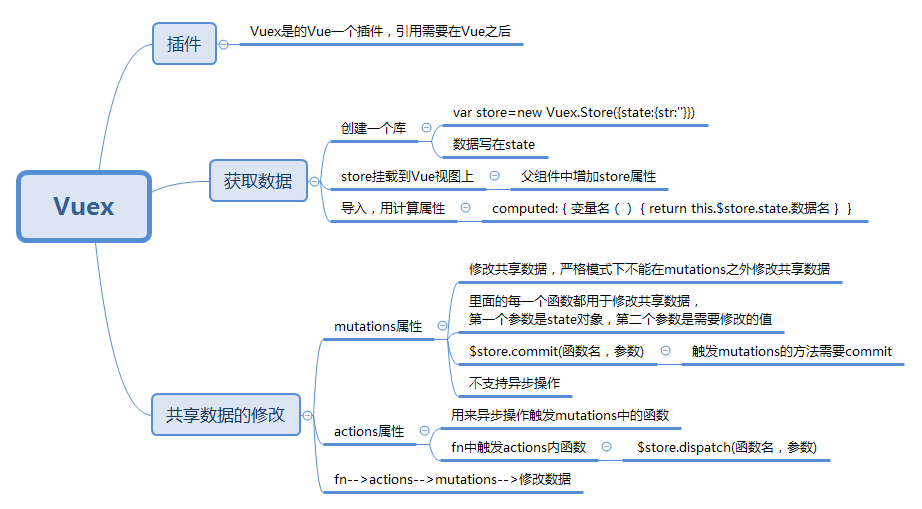 Vuex
插件
Vuex是的Vue一个插件，引用需要在Vue之后
获取数据
创建一个库
var store=new Vuex.Store({state:{str:''}})
数据写在state
store挂载到Vue视图上
父组件中增加store属性
导入，用计算属性
computed: { 变量名（ ） { return this.$store.state.数据名 } }
共享数据的修改
mutations属性
修改共享数据，严格模式下不能在mutations之外修改共享数据
里面的每一个函数都用于修改共享数据，
第一个参数是state对象，第二个参数是需要修改的值
$store.commit(函数名，参数)
触发mutations的方法需要commit
不支持异步操作
actions属性
用来异步操作触发mutations中的函数
fn中触发actions内函数
$store.dispatch(函数名，参数)
fn-->actions-->mutations-->修改数据